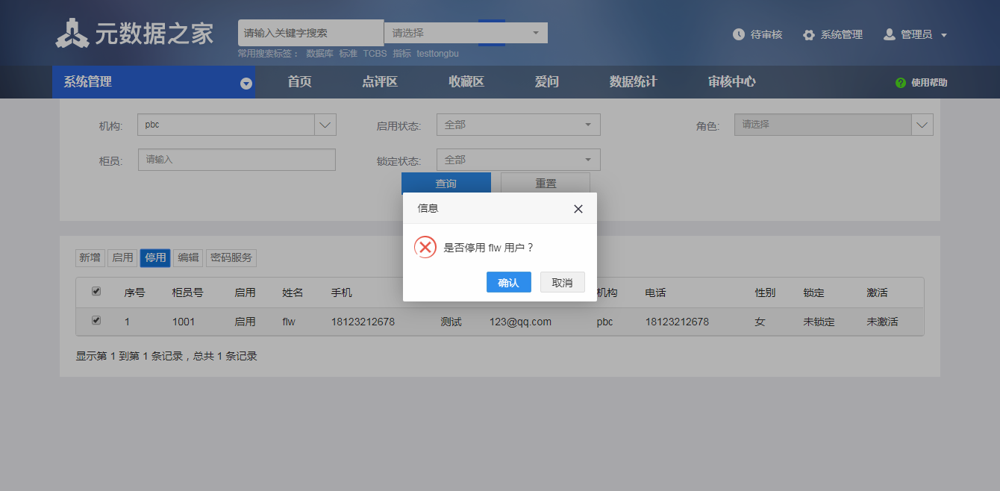 元数据之家
请输入关键字搜索 请选择
常用搜索标签： 数据库 标准 TCBS 指标 testtongbu
待审核 系统管理 管理员
系统管理 首页 点评区 收藏区 爱问 数据统计 审核中心 使用帮助
机构: pbc 启用状态: 全部 角色: 请选择
柜员: 请输入 锁定状态: 全部
查询 重置
信息
是否停用 flw 用户？
确认 取消
新增 启用 停用 编辑 密码服务
序号 柜员号 启用 姓名 手机 机构 电话 性别 锁定 激活
1 1001 启用 flw 18123212678 测试 123@qq.com pbc 18123212678 女 未锁定 未激活
显示第 1 到第 1 条记录，总共 1 条记录